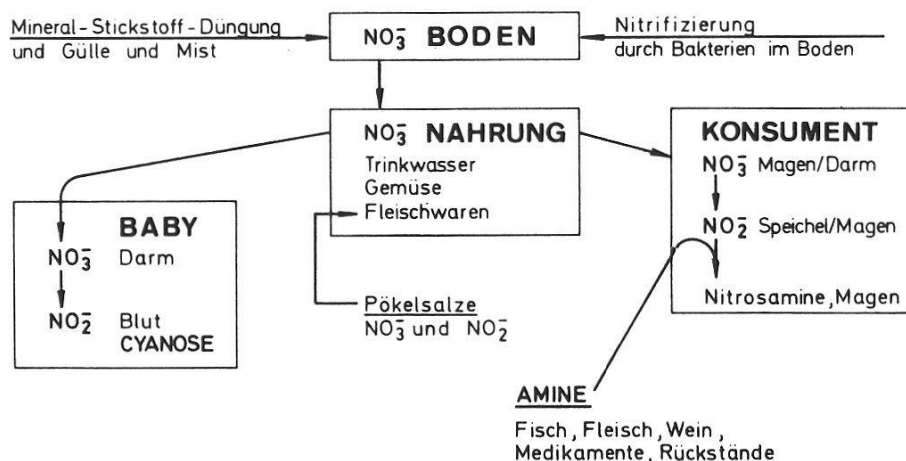 Mineral-Stickstoff-Düngung
und Gülle und Mist
NO₃⁻ BODEN
Nitrifizierung
durch Bakterien im Boden
NO₃⁻ NAHRUNG
Trinkwasser
Gemüse
Fleischwaren
KONSUMENT
NO₃⁻ Magen/Darm
NO₂⁻ Speichel/Magen
Nitrosamine, Magen
BABY
NO₃⁻ Darm
NO₂⁻ Blut
CYANOSE
Pökelsalze
NO₃⁻ und NO₂⁻
AMINE
Fisch, Fleisch, Wein,
Medikamente, Rückstände